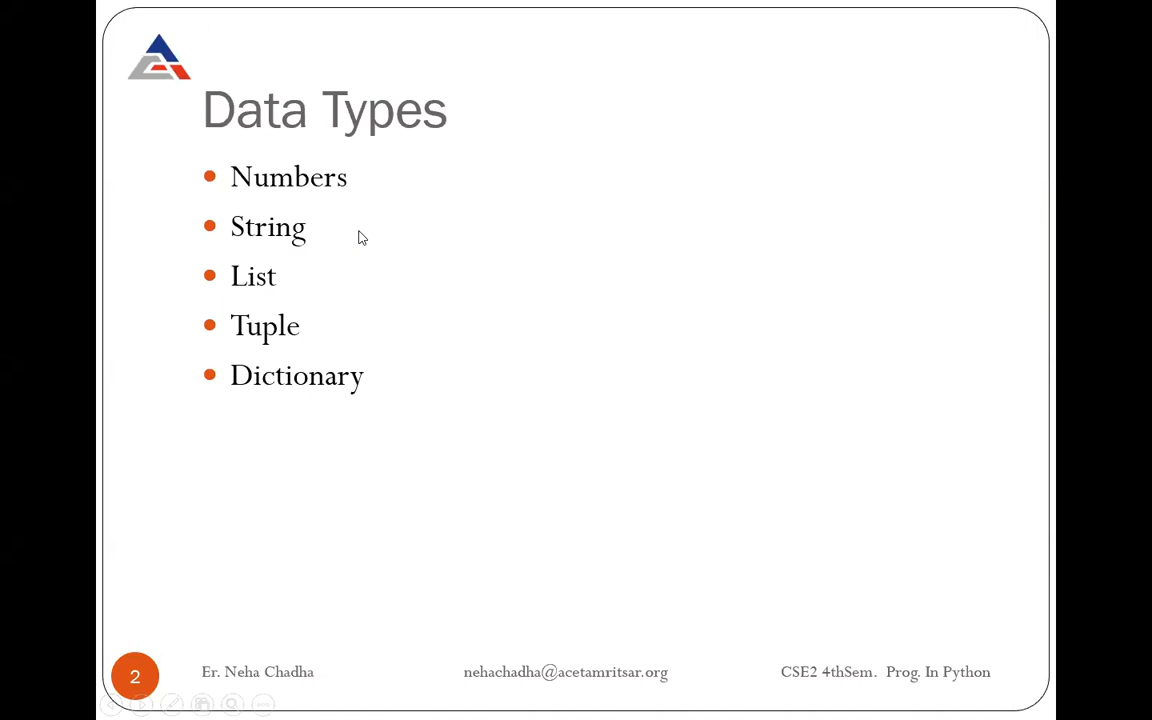 Data Types
Numbers
String
List
Tuple
Dictionary
2
Er. Neha Chadha
nehachadha@acetamritsar.org
CSE2 4thSem. Prog. In Python